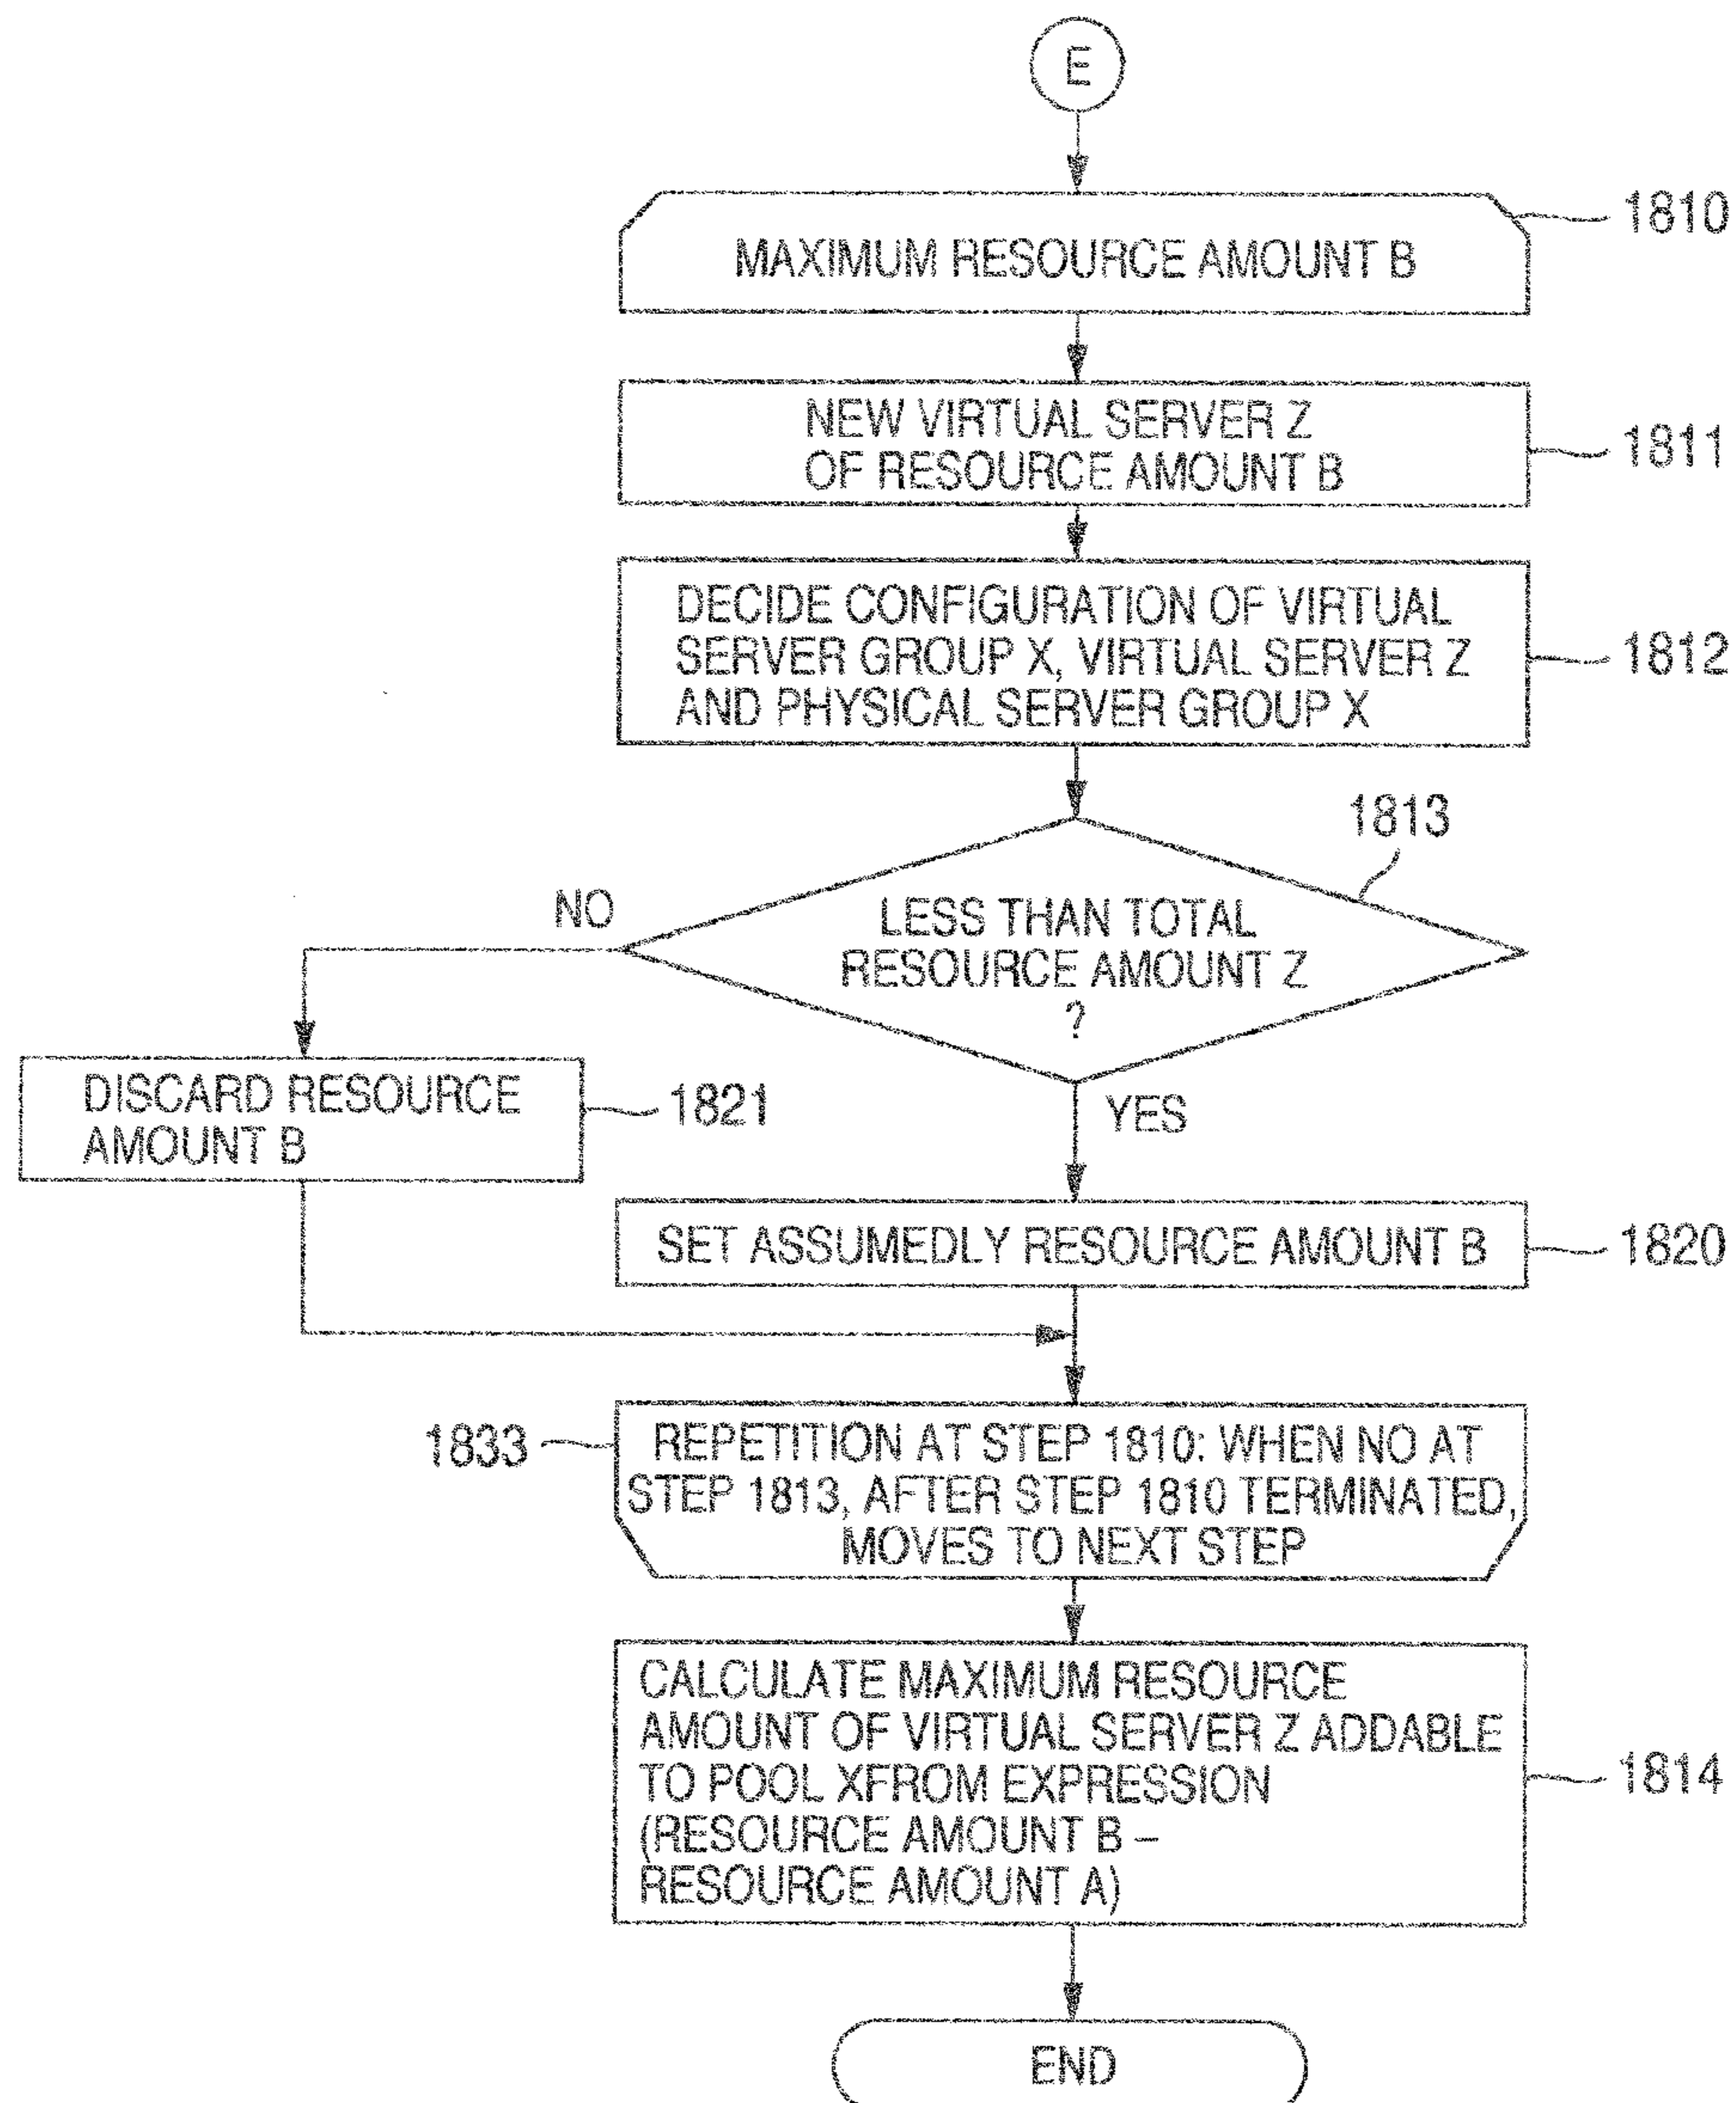 E
MAXIMUM RESOURCE AMOUNT B
1810
NEW VIRTUAL SERVER Z
OF RESOURCE AMOUNT B
1811
DECIDE CONFIGURATION OF VIRTUAL
SERVER GROUP X, VIRTUAL SERVER Z
AND PHYSICAL SERVER GROUP X
1812
1813
LESS THAN TOTAL
RESOURCE AMOUNT Z
?
NO
YES
DISCARD RESOURCE
AMOUNT B
1821
SET ASSUMEDLY RESOURCE AMOUNT B
1820
1833
REPETITION AT STEP 1810: WHEN NO AT
STEP 1813, AFTER STEP 1810 TERMINATED,
MOVES TO NEXT STEP
CALCULATE MAXIMUM RESOURCE
AMOUNT OF VIRTUAL SERVER Z ADDABLE
TO POOL XFROM EXPRESSION
(RESOURCE AMOUNT B –
RESOURCE AMOUNT A)
1814
END